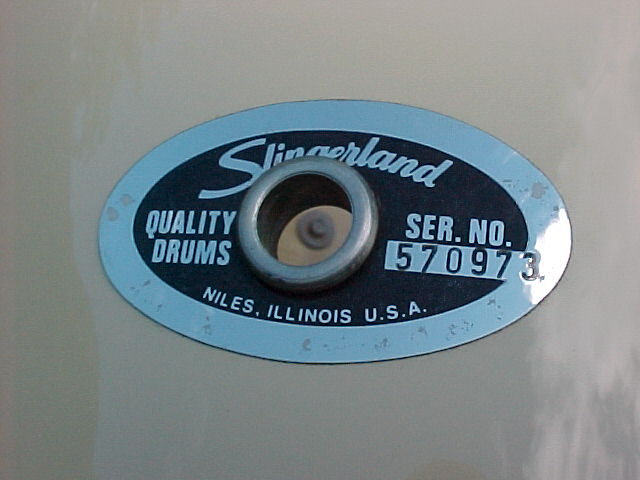 Slingerland
QUALITY
DRUMS
SER. NO.
570973
NILES, ILLINOIS U.S.A.